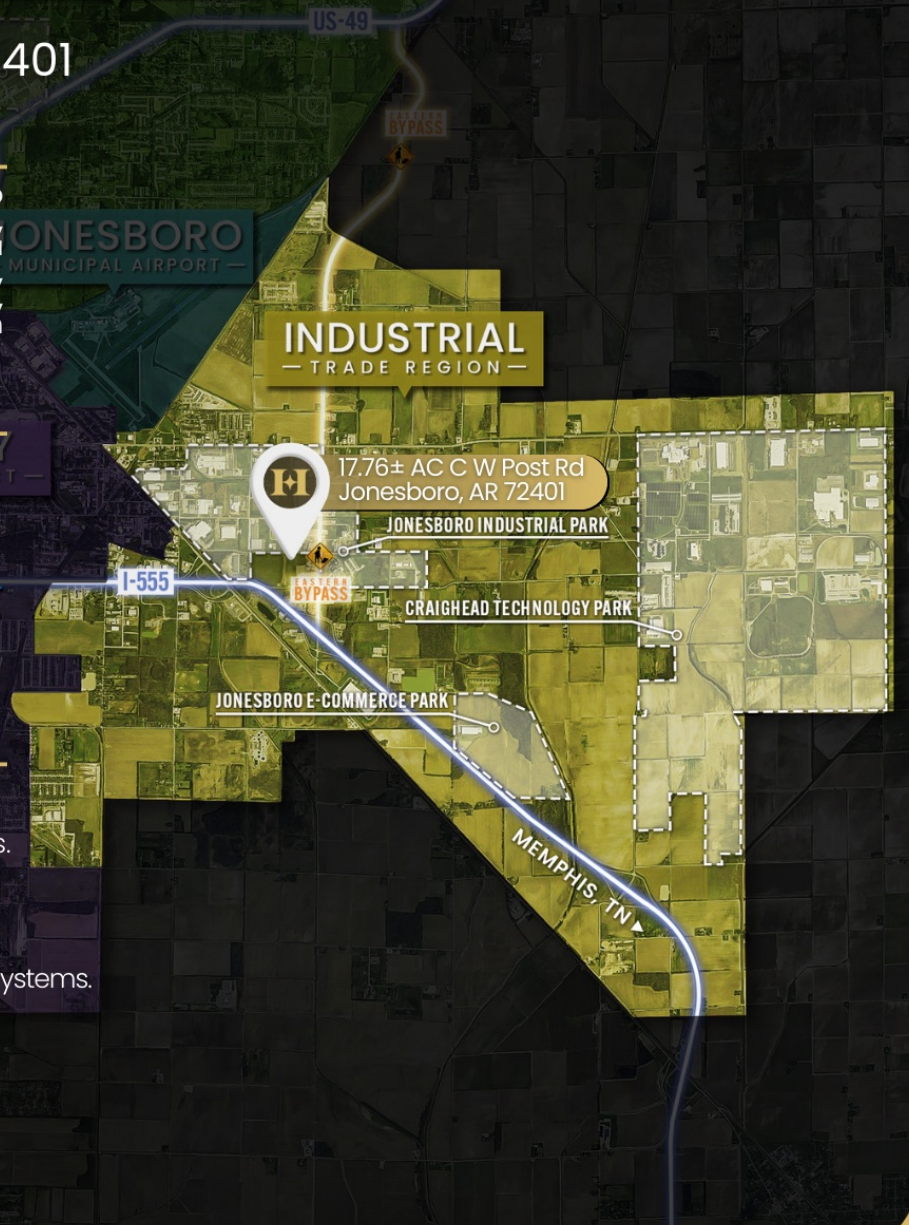 US-49
401
EASTERN
BYPASS
ONESBORO
MUNICIPAL AIRPORT
INDUSTRIAL
TRADE REGION
H
17.76± AC C W Post Rd
Jonesboro, AR 72401
JONESBORO INDUSTRIAL PARK
I-555
EASTERN
BYPASS
CRAIGHEAD TECHNOLOGY PARK
JONESBORO E-COMMERCE PARK
s.
MEMPHIS, TN
ystems.